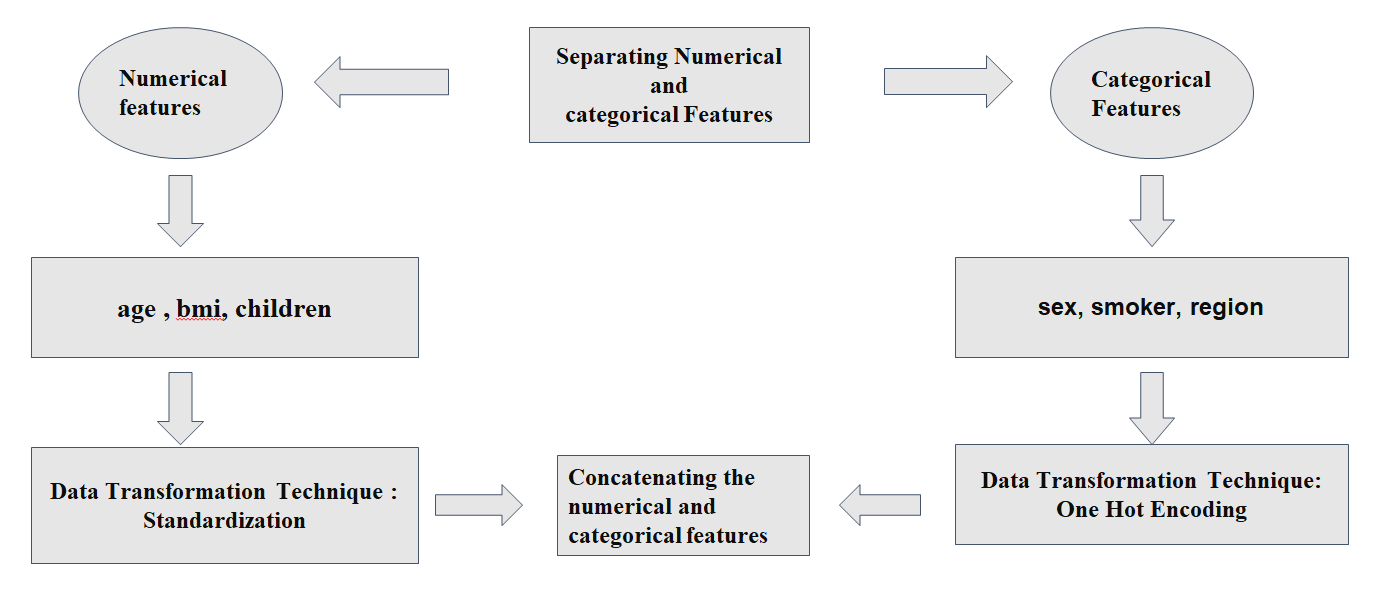 Separating Numerical
and
categorical Features
Numerical
features
Categorical
Features
age , bmi, children
sex, smoker, region
Data Transformation Technique :
Standardization
Concatenating the
numerical and
categorical features
Data Transformation Technique:
One Hot Encoding